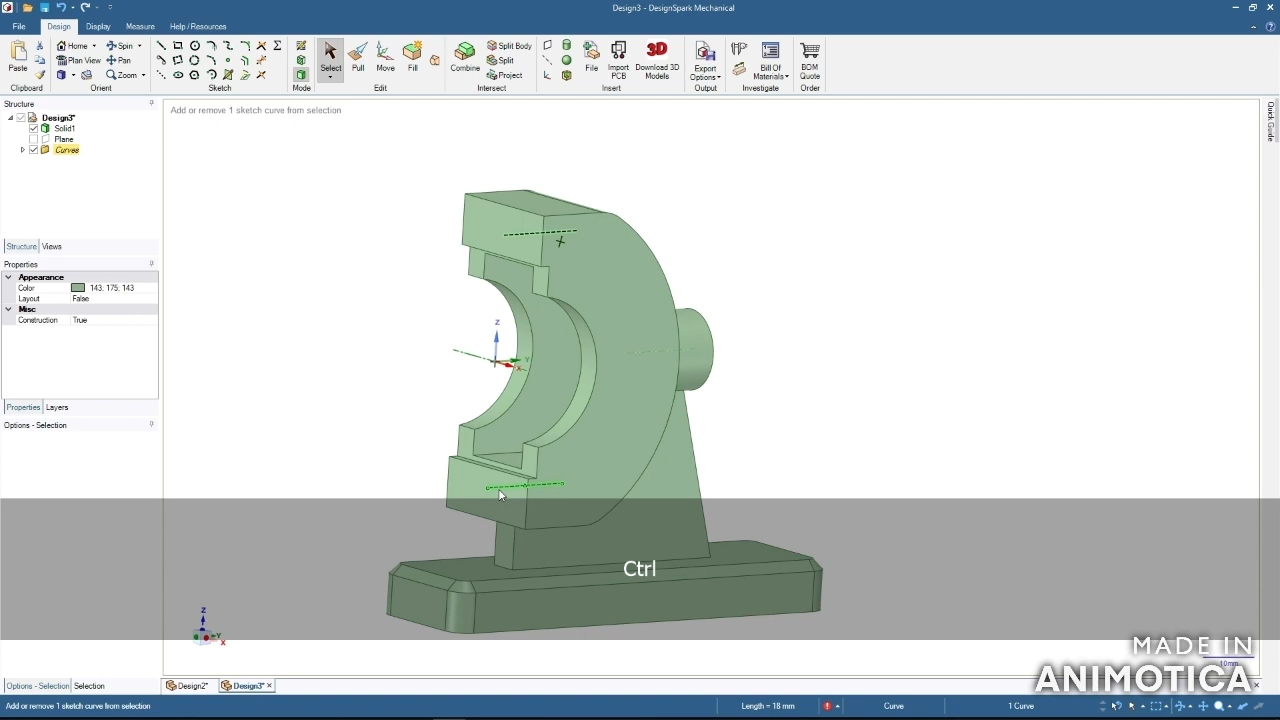 Design3 - DesignSpark Mechanical
File Design Display Measure Help / Resources
Paste
Home Spin
Plan View Pan
Zoom
Select Pull Move Fill
Combine
Split Body
Split
Project
File Import PCB Download 3D Models
3D
Export Options
Bill Of Materials
BOM Quote
Clipboard Orient Sketch Mode Edit Intersect Insert Output Investigate Order
Structure
Design3*
Solid1
Plane
Curves
Structure Views
Properties
Appearance
Color 143; 175; 143
Layout False
Misc
Construction True
Properties Layers
Options - Selection
Options - Selection Selection
Add or remove 1 sketch curve from selection
Quick Guide
Z
Y
X
Ctrl
Z
Y
X
10mm
MADE IN
ANIMOTICA
Design2* Design3*
Add or remove 1 sketch curve from selection
Length = 18 mm
Curve
1 Curve